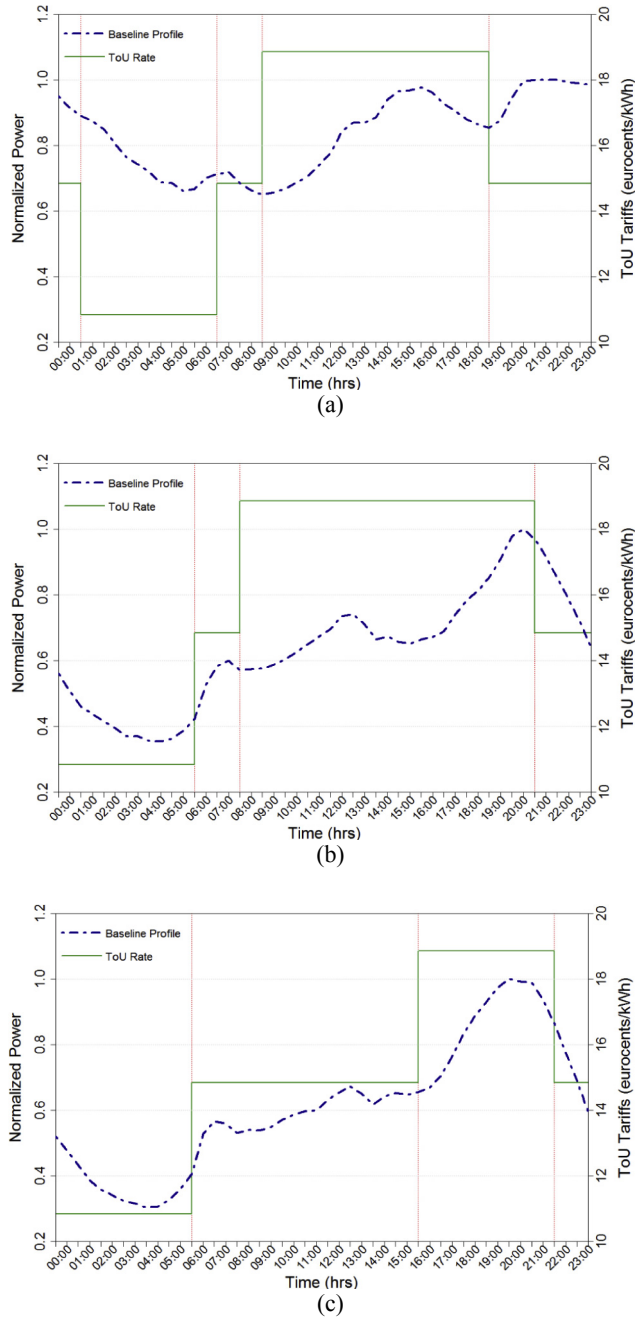 1.2
1.0
0.8
0.6
0.4
0.2
Normalized Power
Baseline Profile
ToU Rate
20
18
16
14
12
10
ToU Tariffs (eurocents/kWh)
00:00 01:00 02:00 03:00 04:00 05:00 06:00 07:00 08:00 09:00 10:00 11:00 12:00 13:00 14:00 15:00 16:00 17:00 18:00 19:00 20:00 21:00 22:00 23:00
Time (hrs)
(a)
1.2
1.0
0.8
0.6
0.4
0.2
Normalized Power
Baseline Profile
ToU Rate
20
18
16
14
12
10
ToU Tariffs (eurocents/kWh)
00:00 01:00 02:00 03:00 04:00 05:00 06:00 07:00 08:00 09:00 10:00 11:00 12:00 13:00 14:00 15:00 16:00 17:00 18:00 19:00 20:00 21:00 22:00 23:00
Time (hrs)
(b)
1.2
1.0
0.8
0.6
0.4
0.2
Normalized Power
Baseline Profile
ToU Rate
20
18
16
14
12
10
ToU Tariffs (eurocents/kWh)
00:00 01:00 02:00 03:00 04:00 05:00 06:00 07:00 08:00 09:00 10:00 11:00 12:00 13:00 14:00 15:00 16:00 17:00 18:00 19:00 20:00 21:00 22:00 23:00
Time (hrs)
(c)